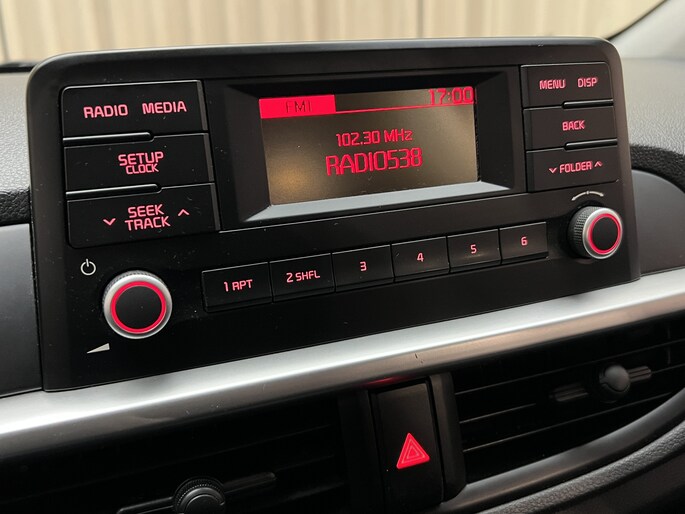 RADIO MEDIA
SETUP
CLOCK
SEEK
TRACK
FM1 17:00
102.30 MHz
RADIO538
MENU DISP
BACK
FOLDER
1 RPT 2 SHFL 3 4 5 6